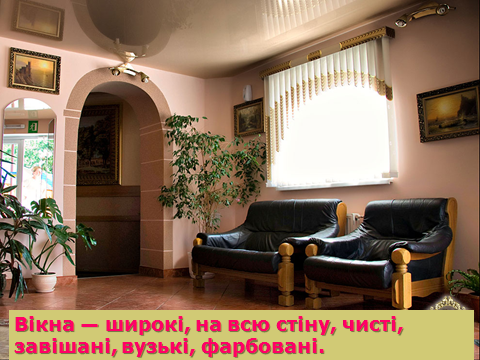 Вікна — широкі, на всю стіну, чисті,
завішані, вузькі, фарбовані.